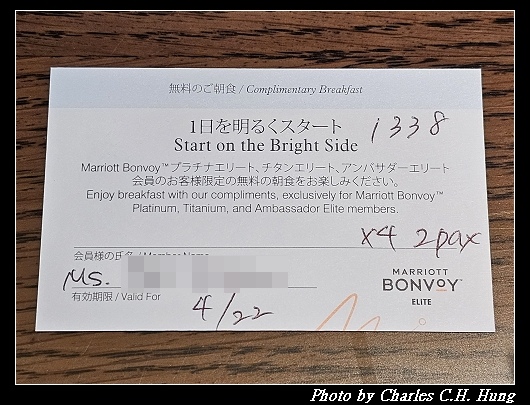 無料のご朝食 / Complimentary Breakfast
1日を明るくスタート
Start on the Bright Side
1338
Marriott Bonvoy™プラチナエリート、チタンエリート、アンバサダーエリート
会員のお客様限定の無料の朝食をお楽しみください。
Enjoy breakfast with our compliments, exclusively for Marriott Bonvoy™
Platinum, Titanium, and Ambassador Elite members.
x4 2pax
会員様の氏名 / Member Name
Ms.
MARRIOTT
BONVOY™
ELITE
有効期限 / Valid For
4/22
Photo by Charles C.H. Hung